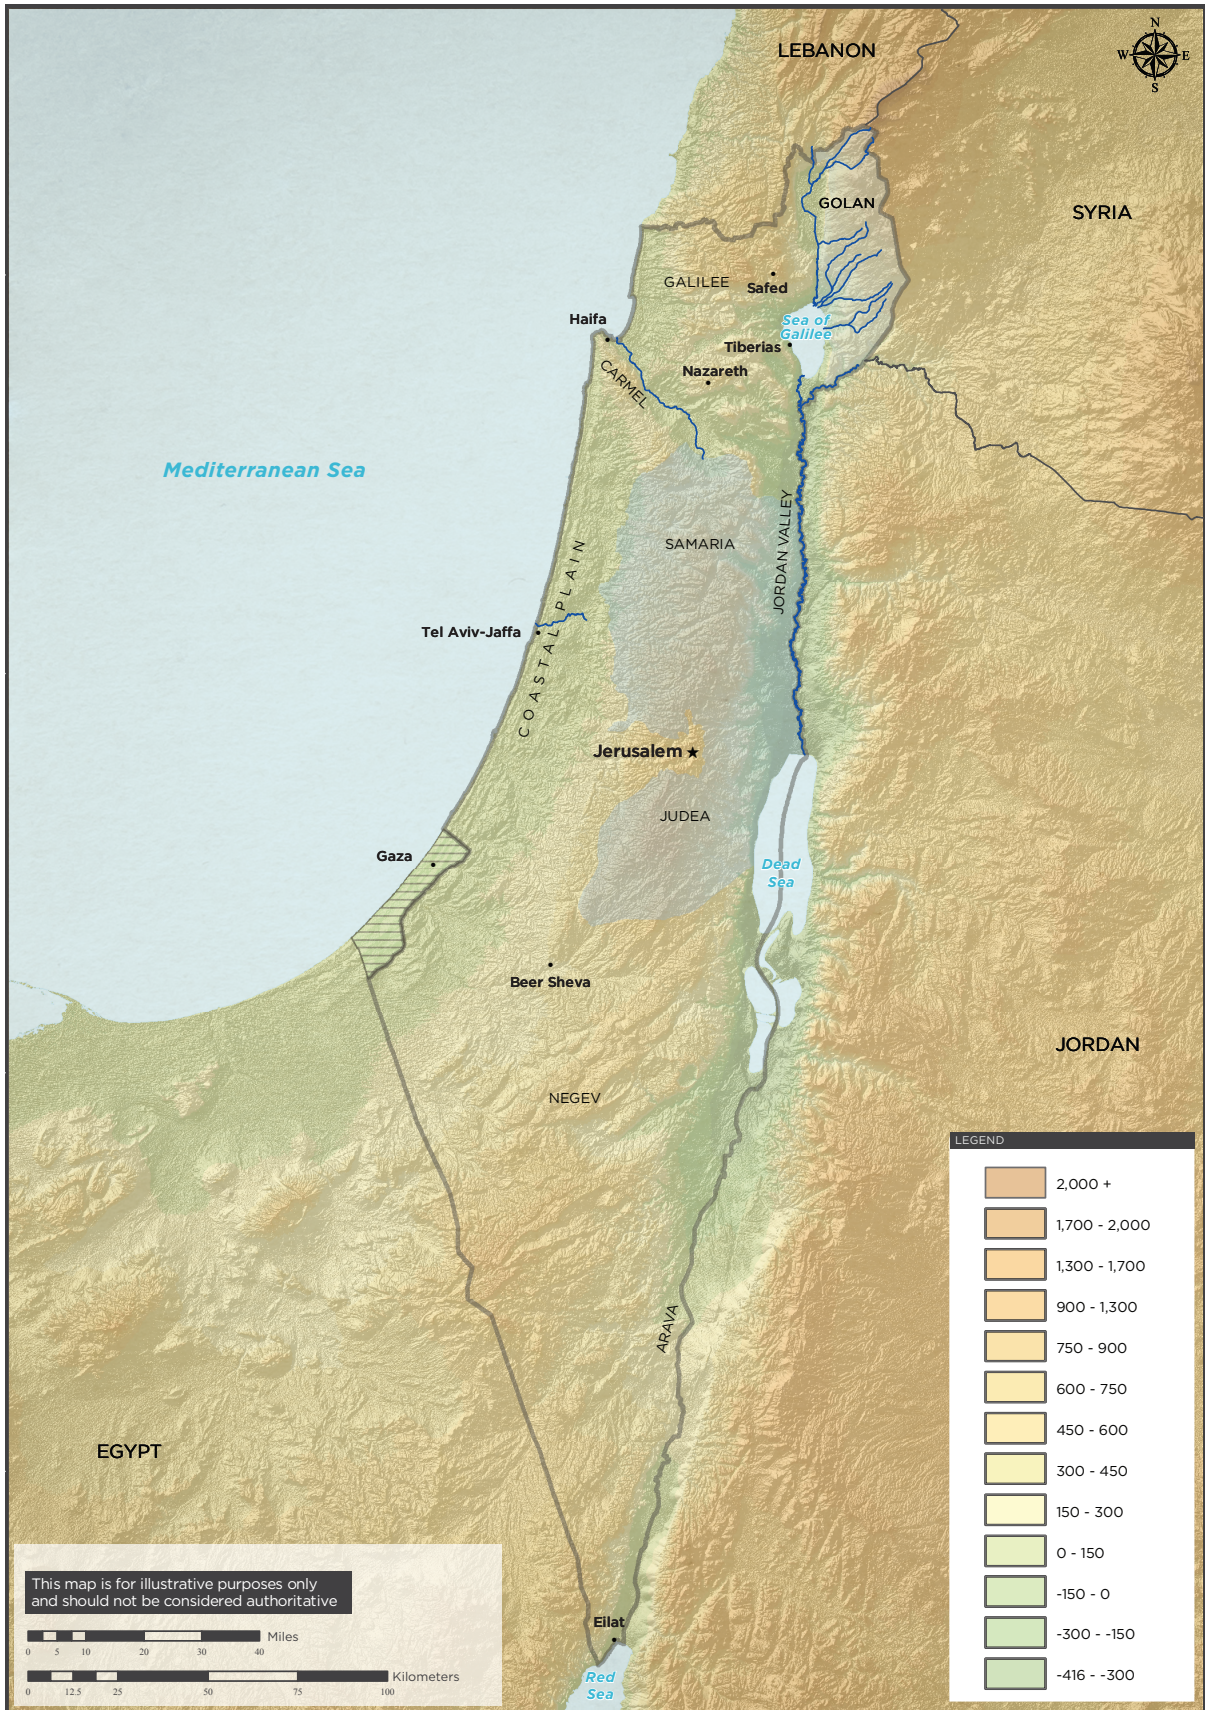 LEBANON
N
W
E
S
GOLAN
SYRIA
GALILEE
Safed
Haifa
Sea of
Galilee
Tiberias
CARMEL
Nazareth
Mediterranean Sea
JORDAN VALLEY
SAMARIA
COASTAL PLAIN
Tel Aviv-Jaffa
Jerusalem
JUDEA
Gaza
Dead
Sea
Beer Sheva
JORDAN
NEGEV
ARAVA
EGYPT
Eilat
Red
Sea
LEGEND
2,000 +
1,700 - 2,000
1,300 - 1,700
900 - 1,300
750 - 900
600 - 750
450 - 600
300 - 450
150 - 300
0 - 150
-150 - 0
-300 - -150
-416 - -300
This map is for illustrative purposes only
and should not be considered authoritative
Miles
0 5 10 20 30 40
Kilometers
0 12.5 25 50 75 100